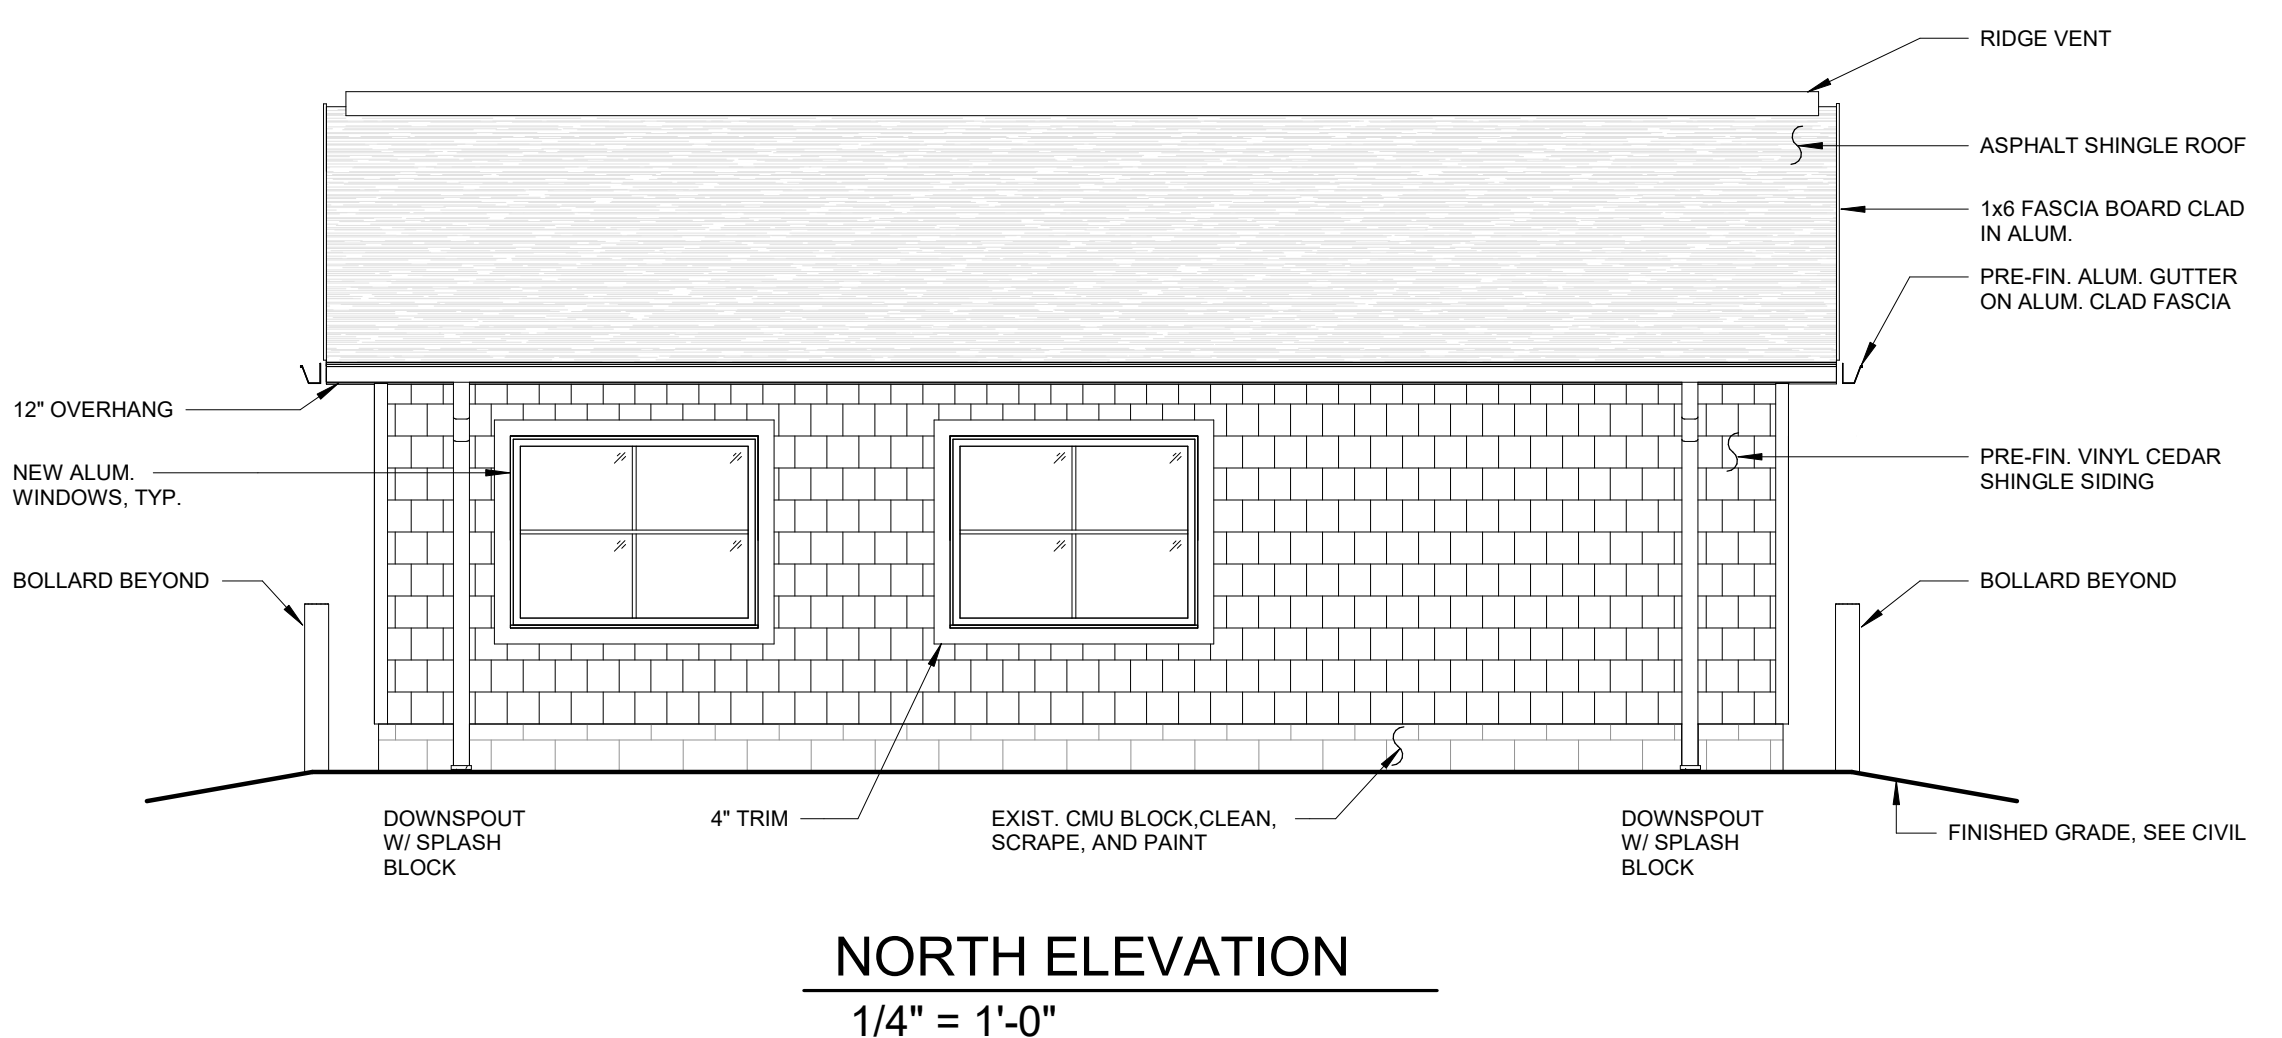 RIDGE VENT
ASPHALT SHINGLE ROOF
1x6 FASCIA BOARD CLAD
IN ALUM.
PRE-FIN. ALUM. GUTTER
ON ALUM. CLAD FASCIA
12" OVERHANG
NEW ALUM.
WINDOWS, TYP.
PRE-FIN. VINYL CEDAR
SHINGLE SIDING
BOLLARD BEYOND
BOLLARD BEYOND
DOWNSPOUT
W/ SPLASH
BLOCK
4" TRIM
EXIST. CMU BLOCK,CLEAN,
SCRAPE, AND PAINT
DOWNSPOUT
W/ SPLASH
BLOCK
FINISHED GRADE, SEE CIVIL
NORTH ELEVATION
1/4" = 1'-0"